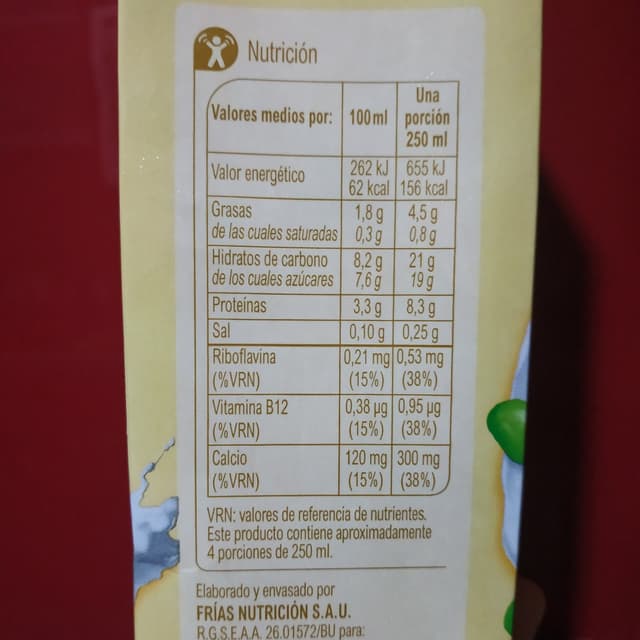 Nutrición
Valores medios por: 100 ml Una porción 250 ml
Valor energético 262 kJ 655 kJ
62 kcal 156 kcal
Grasas 1,8 g 4,5 g
de las cuales saturadas 0,3 g 0,8 g
Hidratos de carbono 8,2 g 21 g
de los cuales azúcares 7,6 g 19 g
Proteínas 3,3 g 8,3 g
Sal 0,10 g 0,25 g
Riboflavina 0,21 mg 0,53 mg
(%VRN) (15%) (38%)
Vitamina B12 0,38 µg 0,95 µg
(%VRN) (15%) (38%)
Calcio 120 mg 300 mg
(%VRN) (15%) (38%)
VRN: valores de referencia de nutrientes.
Este producto contiene aproximadamente
4 porciones de 250 ml.
Elaborado y envasado por
FRÍAS NUTRICIÓN S.A.U.
R.G.S.E.A.A. 26.01572/BU para: